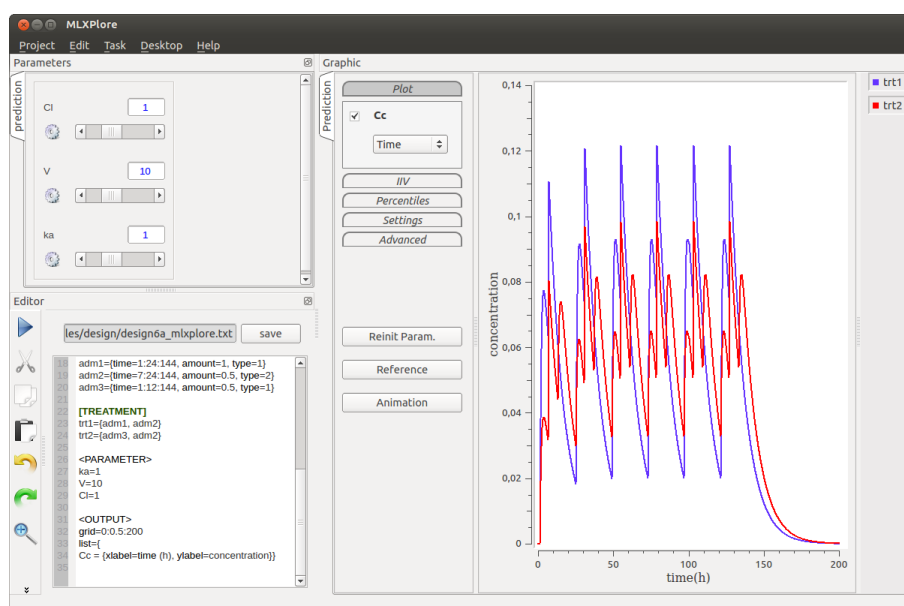 MLXPlore
Project Edit Task Desktop Help
Parameters
prediction
Cl
1
V
10
ka
1
Editor
les/design/design6a_mlxplore.txt
save
18 adm1={time=1:24:144, amount=1, type=1}
19 adm2={time=7:24:144, amount=0.5, type=2}
20 adm3={time=1:12:144, amount=0.5, type=1}
21
22 [TREATMENT]
23 trt1={adm1, adm2}
24 trt2={adm3, adm2}
25
26 <PARAMETER>
27 ka=1
28 V=10
29 Cl=1
30
31 <OUTPUT>
32 grid=0:0.5:200
33 list={
34 Cc = {xlabel=time (h), ylabel=concentration}}
35
Graphic
Prediction
Plot
Cc
Time
IIV
Percentiles
Settings
Advanced
Reinit Param.
Reference
Animation
0,14
0,12
0,1
0,08
0,06
0,04
0,02
0
concentration
0 50 100 150 200
time(h)
trt1
trt2